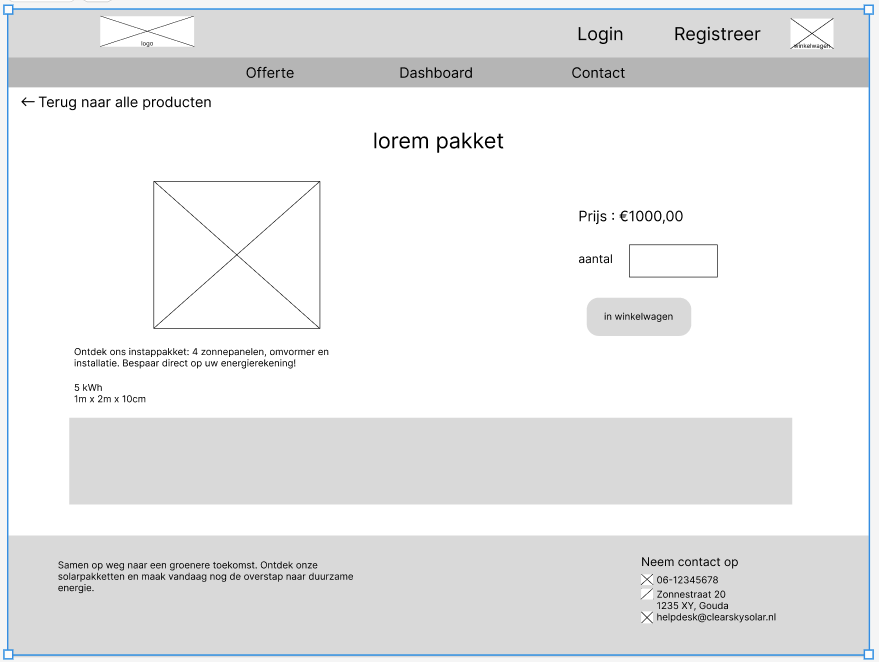 logo
Login
Registreer
winkelwagen
Offerte
Dashboard
Contact
← Terug naar alle producten
lorem pakket
Prijs : €1000,00
aantal
in winkelwagen
Ontdek ons instappakket: 4 zonnepanelen, omvormer en
installatie. Bespaar direct op uw energierekening!
5 kWh
1m x 2m x 10cm
Samen op weg naar een groenere toekomst. Ontdek onze
solarpakketten en maak vandaag nog de overstap naar duurzame
energie.
Neem contact op
06-12345678
Zonnestraat 20
1235 XY, Gouda
helpdesk@clearskysolar.nl